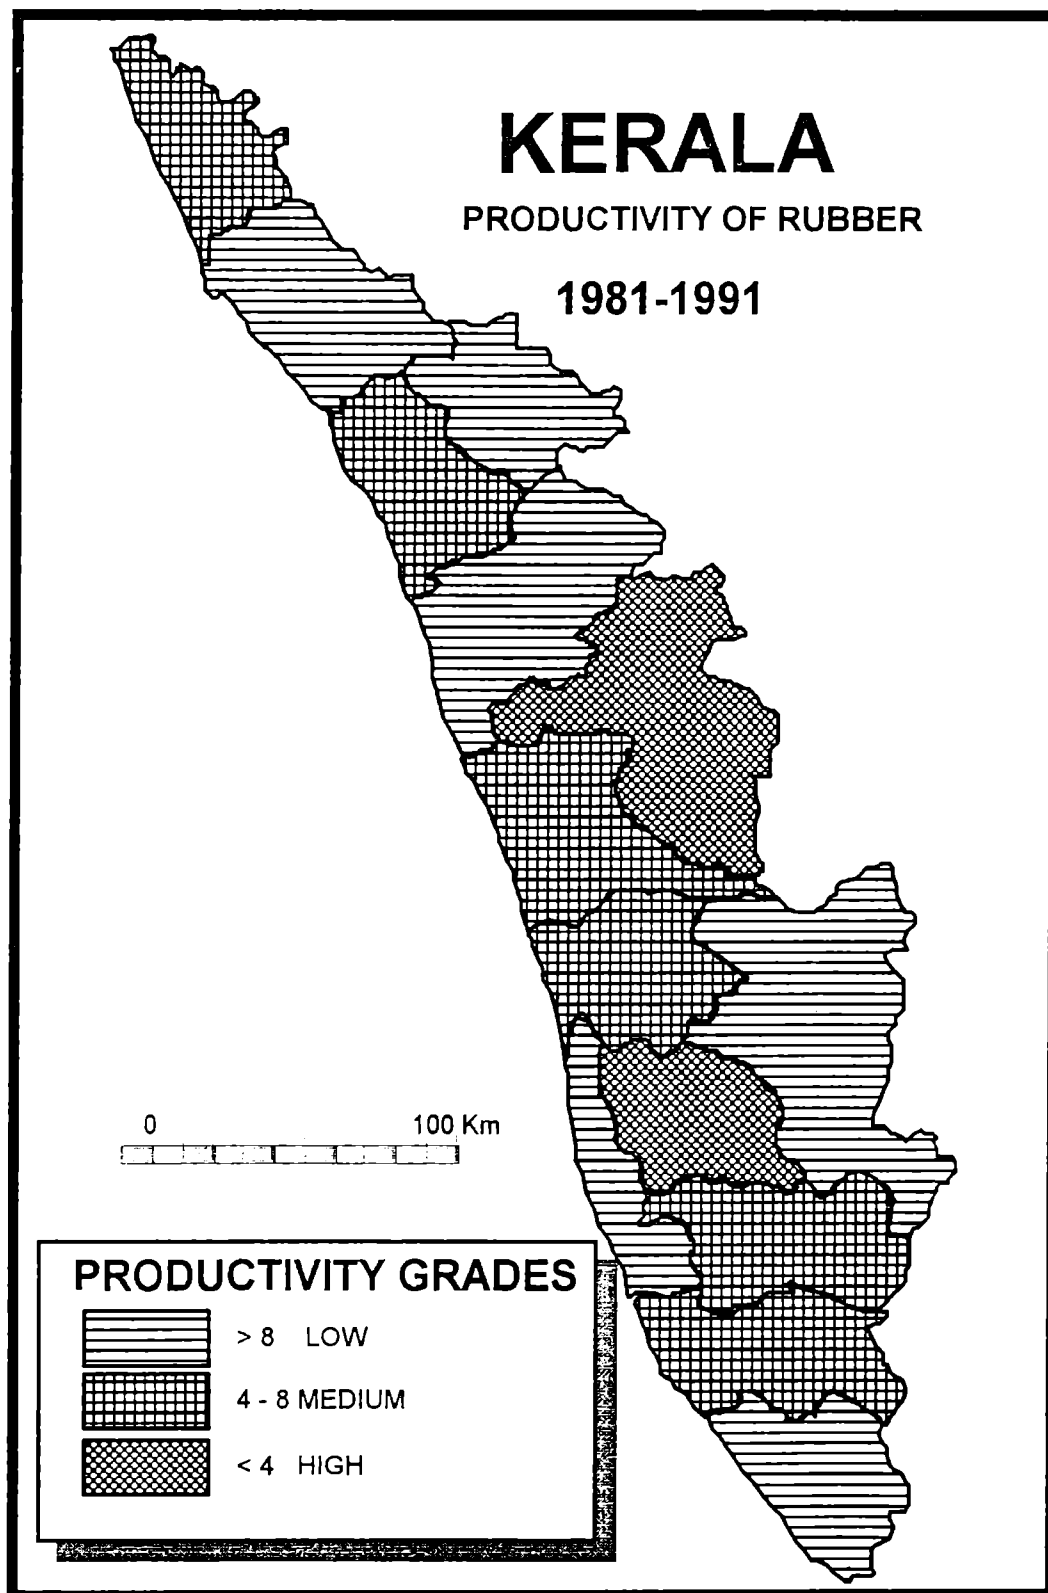 KERALA
PRODUCTIVITY OF RUBBER
1981-1991
0 100 Km
PRODUCTIVITY GRADES
> 8 LOW
4 - 8 MEDIUM
< 4 HIGH